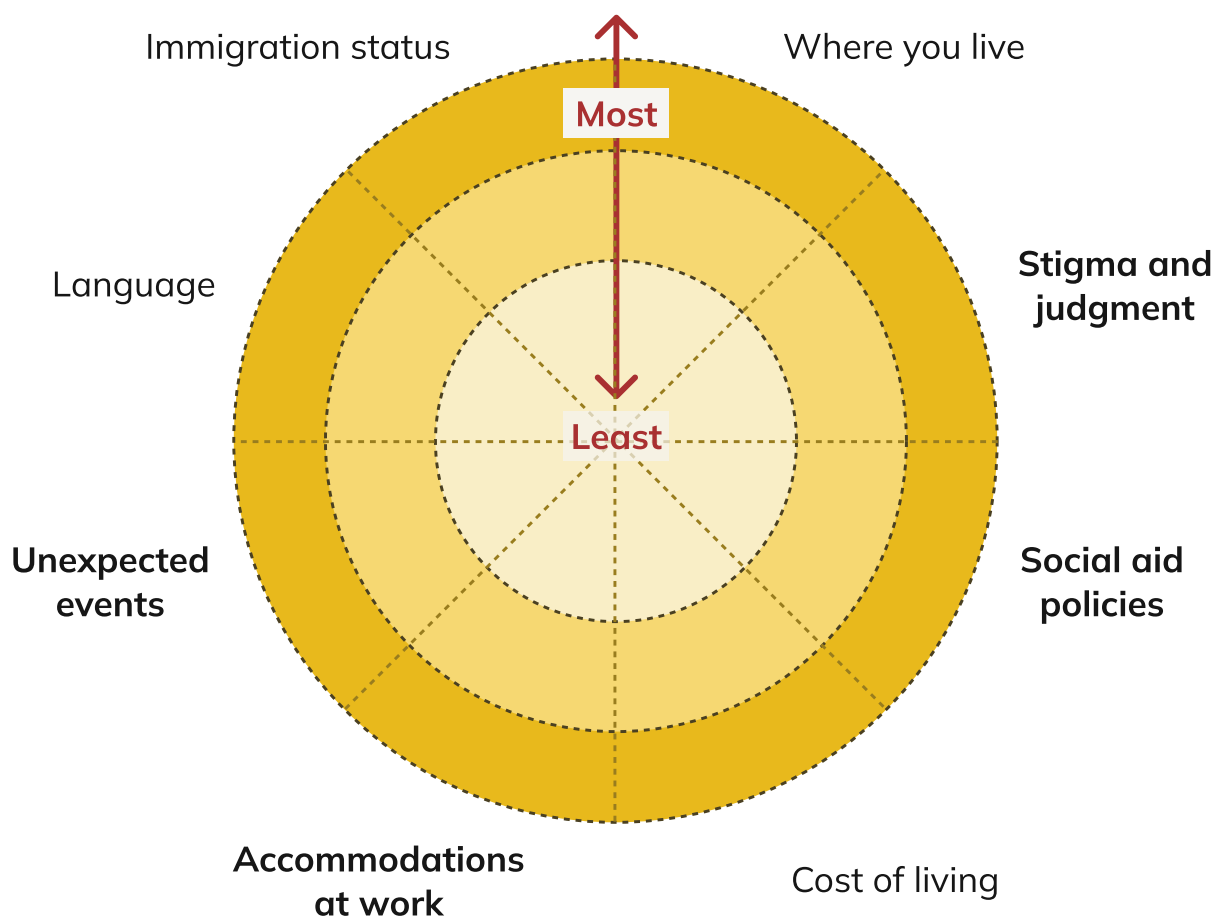 Immigration status
Where you live
Most
Language
Stigma and
judgment
Least
Unexpected
events
Social aid
policies
Accommodations
at work
Cost of living